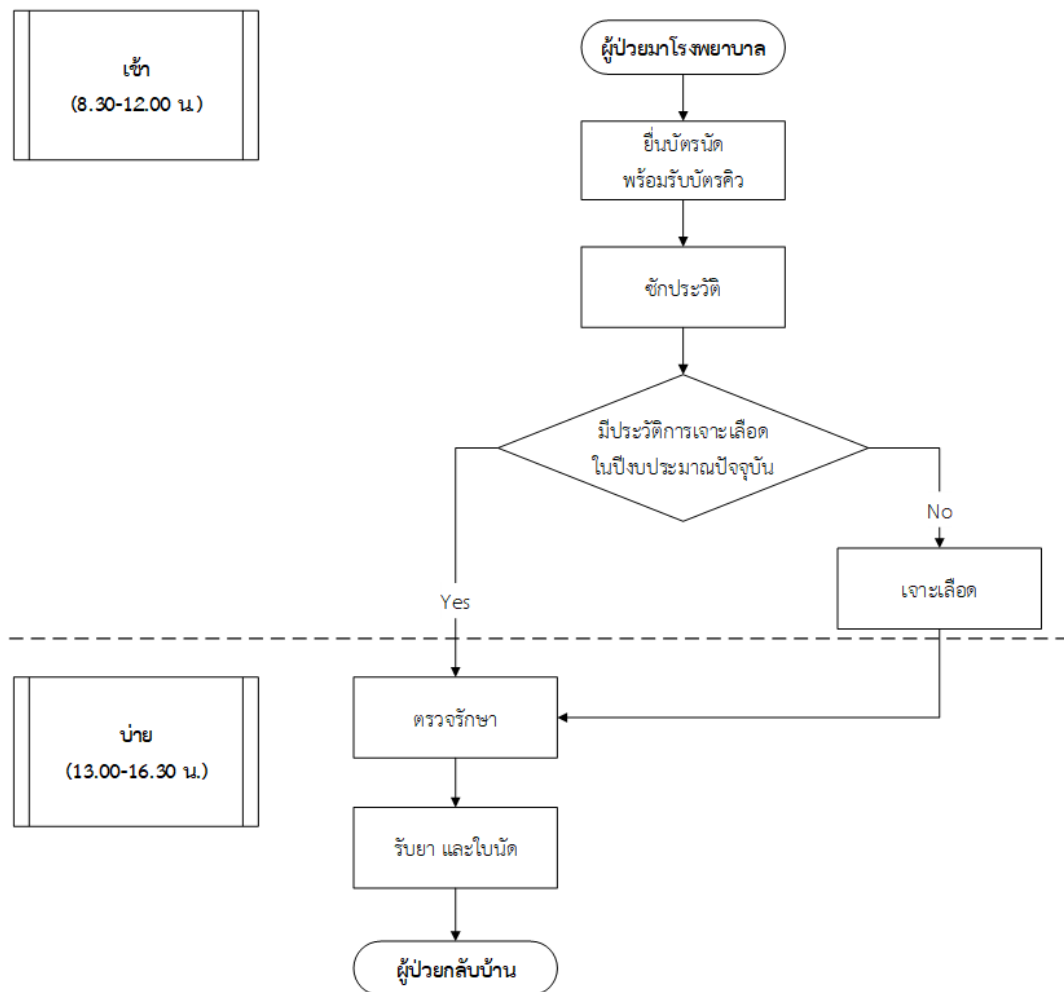 เช้า
(8.30-12.00 น.)
ผู้ป่วยมาโรงพยาบาล
ยื่นบัตรนัด
พร้อมรับบัตรคิว
ซักประวัติ
มีประวัติการเจาะเลือด
ในปีงบประมาณปัจจุบัน
No
เจาะเลือด
Yes
บ่าย
(13.00-16.30 น.)
ตรวจรักษา
รับยา และใบนัด
ผู้ป่วยกลับบ้าน